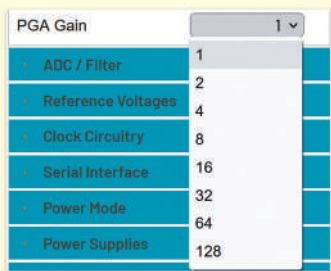 PGA Gain 1
ADC / Filter 1
Reference Voltages 2
Clock Circuitry 4
8
Serial Interface 16
Power Mode 32
64
Power Supplies 128